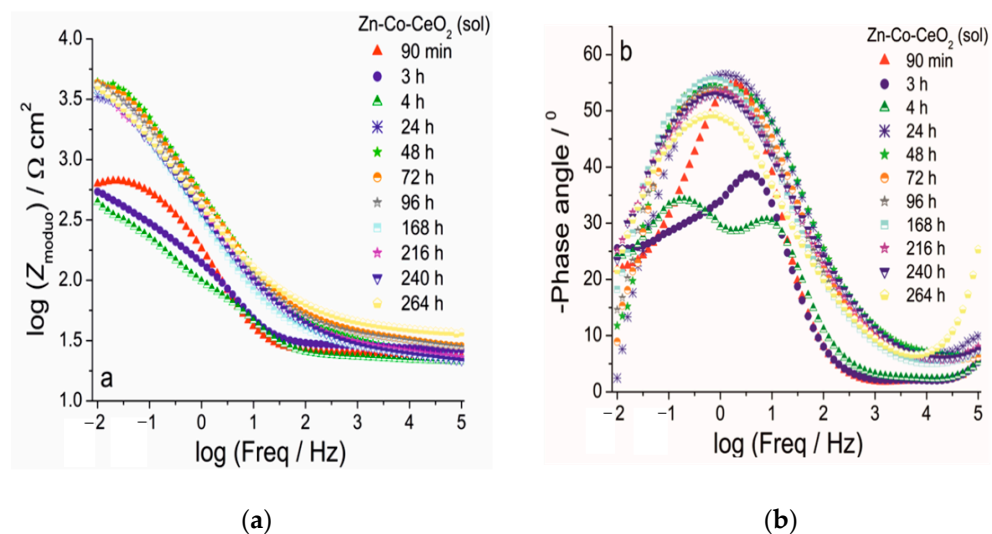 Zn-Co-CeO₂ (sol)
90 min
3 h
4 h
24 h
48 h
72 h
96 h
168 h
216 h
240 h
264 h
4.0
3.5
3.0
2.5
2.0
1.5
1.0
log (Zmoduo) / Ω cm²
a
−2 −1 0 1 2 3 4 5
log (Freq / Hz)
(a)
b
Zn-Co-CeO₂ (sol)
90 min
3 h
4 h
24 h
48 h
72 h
96 h
168 h
216 h
240 h
264 h
60
50
40
30
20
10
0
-Phase angle / ⁰
−2 −1 0 1 2 3 4 5
log (Freq / Hz)
(b)